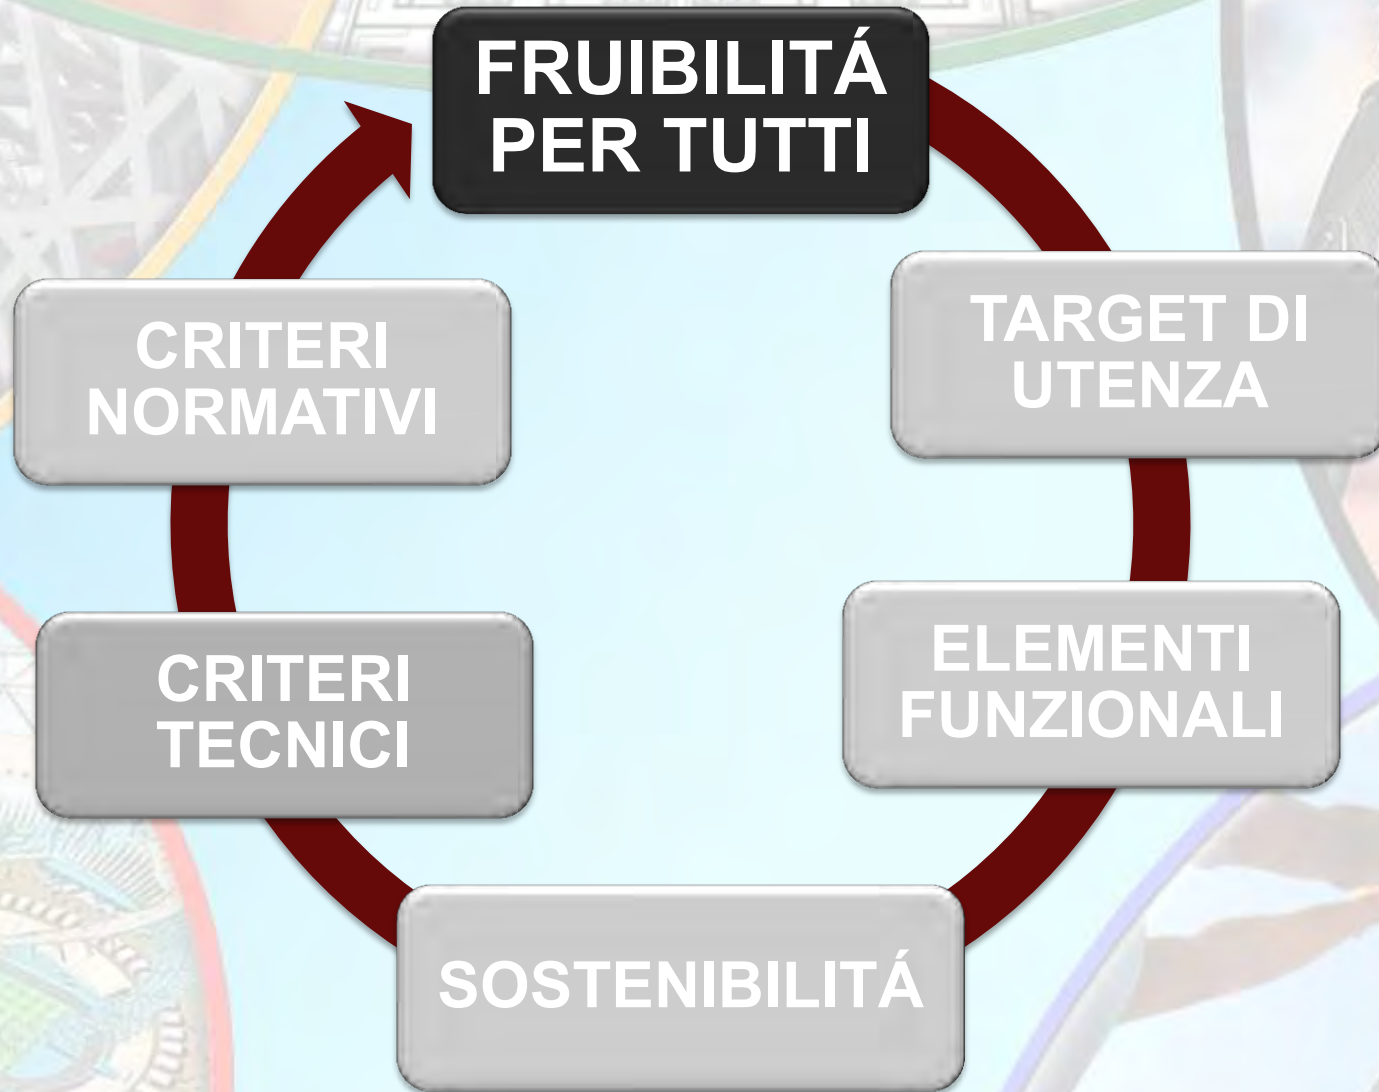 FRUIBILITÁ
PER TUTTI
TARGET DI
UTENZA
ELEMENTI
FUNZIONALI
SOSTENIBILITÁ
CRITERI
TECNICI
CRITERI
NORMATIVI